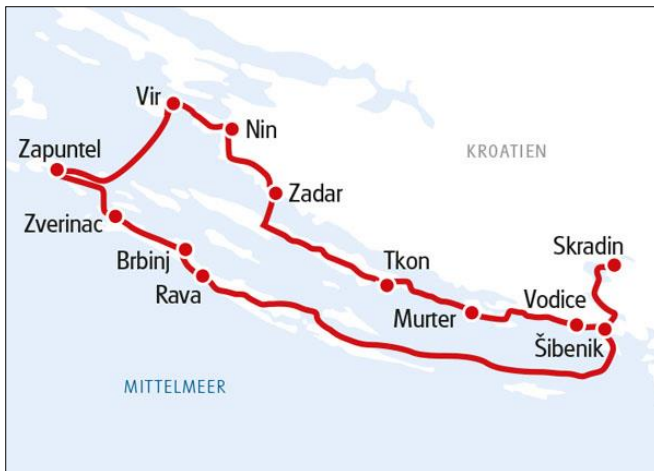 Vir
Nin
KROATIEN
Zapuntel
Zadar
Zverinac
Skradin
Brbinj
Tkon
Rava
Vodice
Murter
Šibenik
MITTELMEER